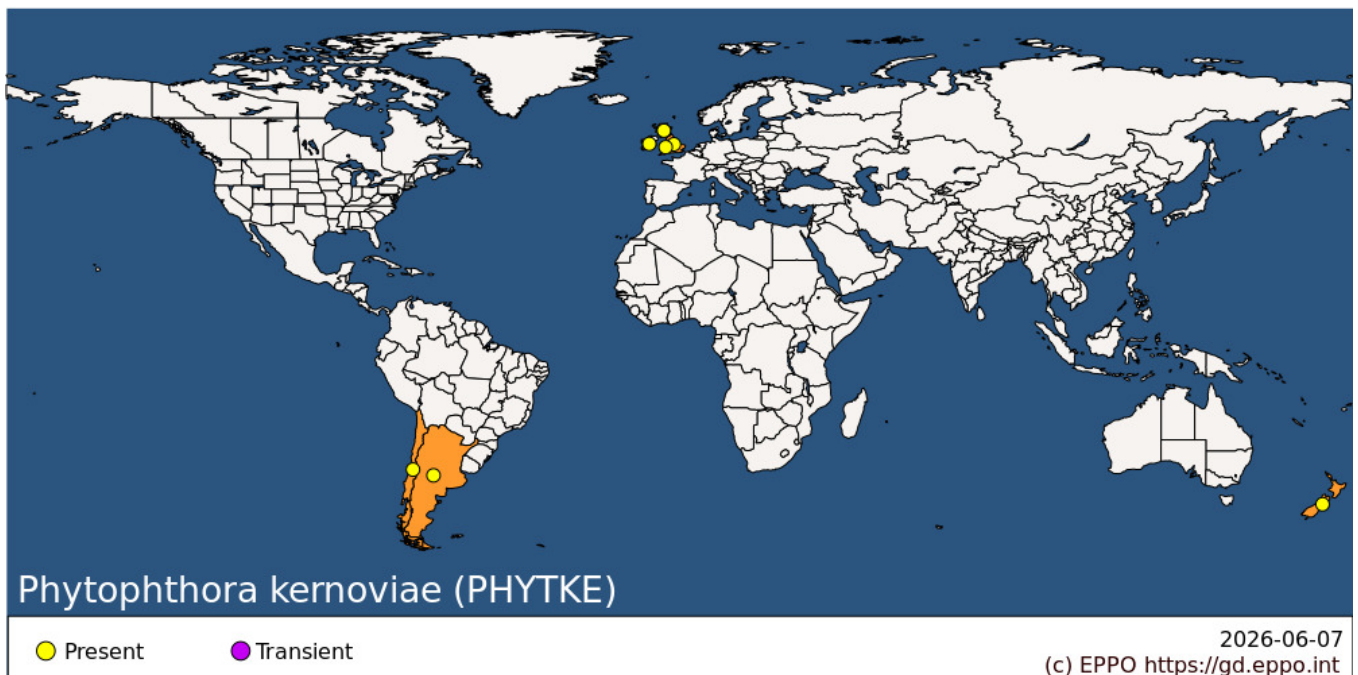 Phytophthora kernoviae (PHYTKE)
Present
Transient
2026-06-07
(c) EPPO https://gd.eppo.int